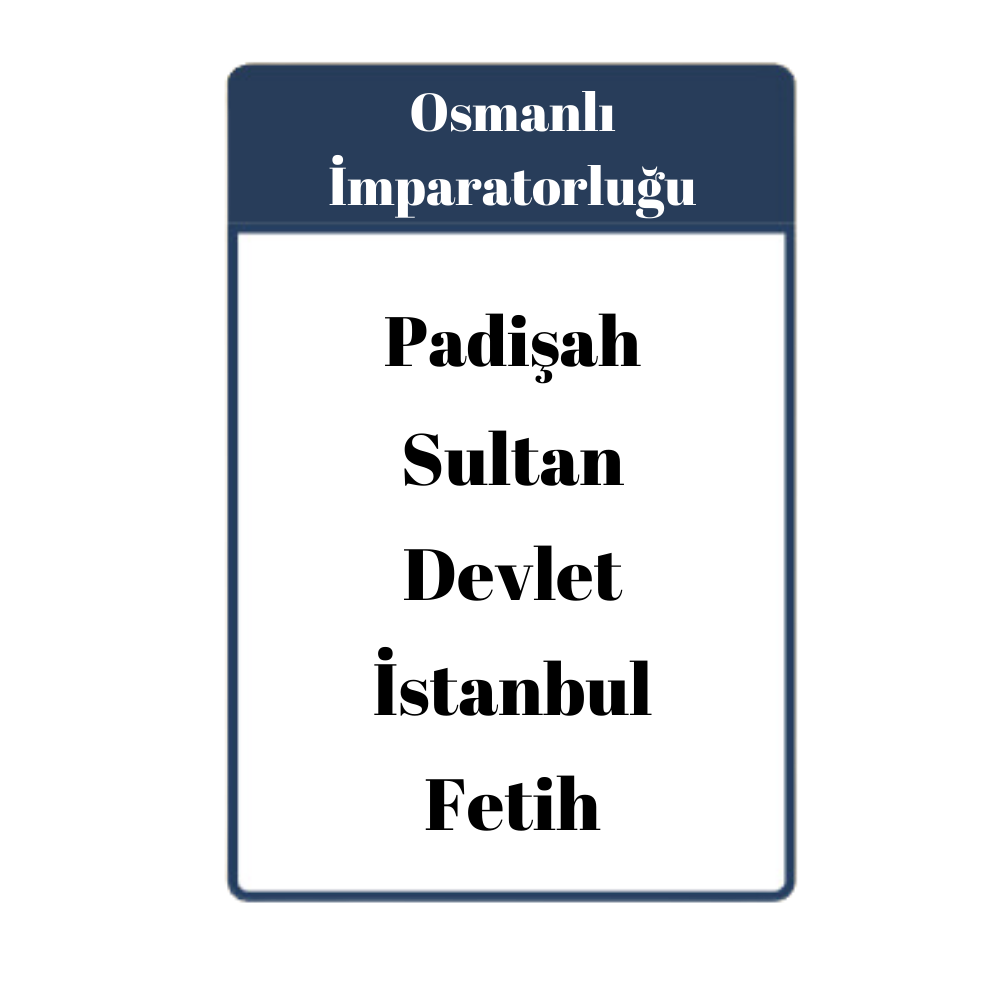 Osmanlı
İmparatorluğu
Padişah
Sultan
Devlet
İstanbul
Fetih